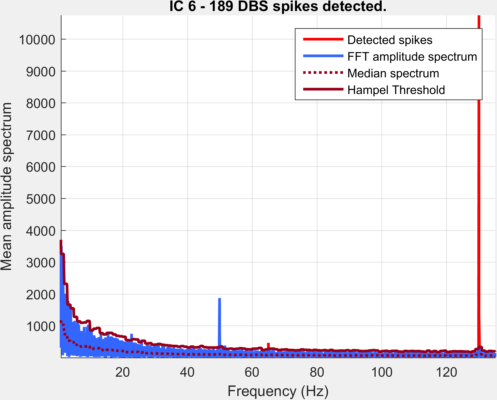 IC 6 - 189 DBS spikes detected.
Mean amplitude spectrum
10000
9000
8000
7000
6000
5000
4000
3000
2000
1000
Detected spikes
FFT amplitude spectrum
Median spectrum
Hampel Threshold
20 40 60 80 100 120
Frequency (Hz)